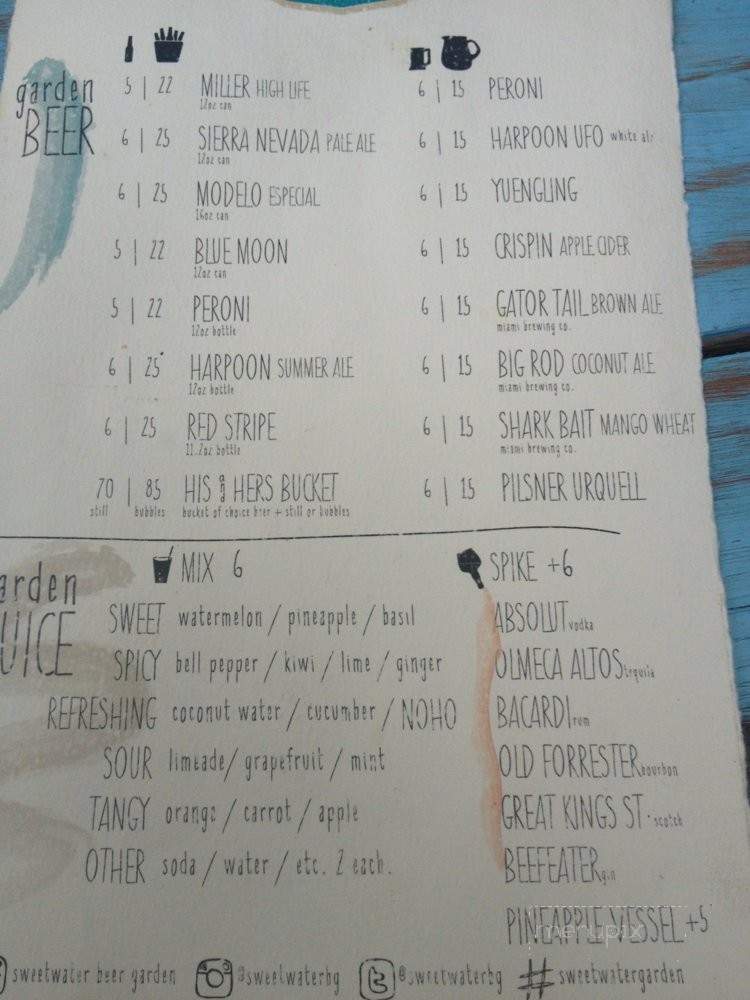 garden
BEER
5 | 22 MILLER HIGH LIFE
12oz can
6 | 25 SIERRA NEVADA PALE ALE
12oz can
6 | 25 MODELO ESPECIAL
16oz can
5 | 22 BLUE MOON
12oz can
5 | 22 PERONI
12oz bottle
6 | 25 HARPOON SUMMER ALE
12oz bottle
6 | 25 RED STRIPE
11.2oz bottle
70 | 85 HIS & HERS BUCKET
still bubbles bucket of choice beer + still or bubbles
6 | 15 PERONI
6 | 15 HARPOON UFO white
6 | 15 YUENGLING
6 | 15 CRISPIN APPLE CIDER
6 | 15 GATOR TAIL BROWN ALE
miami brewing co.
6 | 15 BIG ROD COCONUT ALE
miami brewing co.
6 | 15 SHARK BAIT MANGO WHEAT
miami brewing co.
6 | 15 PILSNER URQUELL
arden
UICE
MIX 6
SWEET watermelon / pineapple / basil
SPICY bell pepper / kiwi / lime / ginger
REFRESHING coconut water / cucumber / NOHO
SOUR limeade / grapefruit / mint
TANGY orange / carrot / apple
OTHER soda / water / etc. 2 each.
SPIKE +6
ABSOLUT vodka
OLMECA ALTOS tequila
BACARDI rum
OLD FORRESTER bourbon
GREAT KINGS ST. scotch
BEEFEATER gin
PINEAPPLE VESSEL +5
menupix
sweetwater beer garden @sweetwaterbg @sweetwaterbg # sweetwatergarden